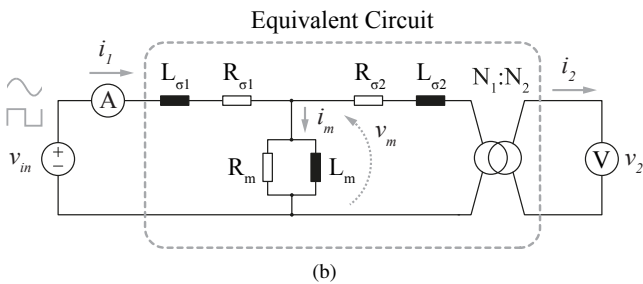 Equivalent Circuit
i1
Lσ1
Rσ1
Rσ2
Lσ2
N1:N2
i2
A
im
vm
vin
Rm
Lm
V
v2
(b)